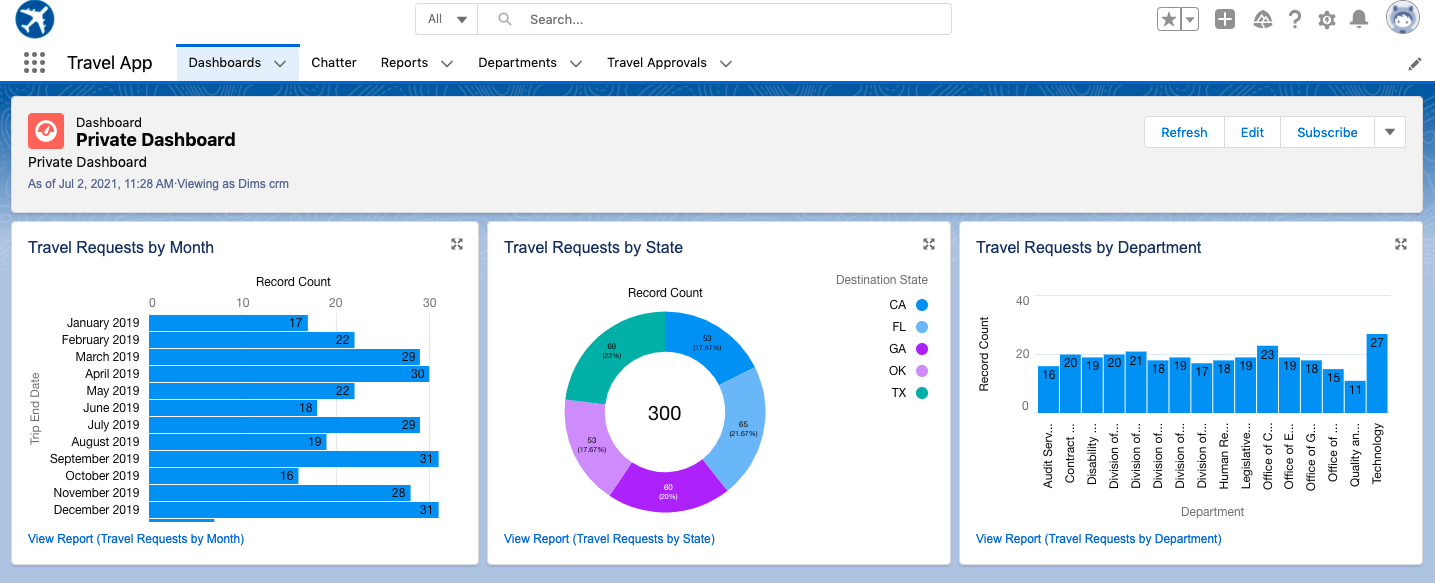 All
Search...
Travel App
Dashboards
Chatter
Reports
Departments
Travel Approvals
Dashboard
Private Dashboard
Private Dashboard
As of Jul 2, 2021, 11:28 AM·Viewing as Dims crm
Refresh
Edit
Subscribe
Travel Requests by Month
Record Count
0 10 20 30
Trip End Date
January 2019 17
February 2019 22
March 2019 29
April 2019 30
May 2019 22
June 2019 18
July 2019 29
August 2019 19
September 2019 31
October 2019 16
November 2019 28
December 2019 31
View Report (Travel Requests by Month)
Travel Requests by State
Record Count
Destination State
CA
FL
GA
OK
TX
53
(17.67%)
65
(21.67%)
60
(20%)
53
(17.67%)
69
(23%)
300
View Report (Travel Requests by State)
Travel Requests by Department
Record Count
40
20
0
16 20 19 20 21 18 19 17 18 19 23 19 18 15 11 27
Audit Serv...
Contract ...
Disability ...
Division of...
Division of...
Division of...
Division of...
Division of...
Human Re...
Legislative...
Office of C...
Office of E...
Office of G...
Office of ...
Quality an...
Technology
Department
View Report (Travel Requests by Department)